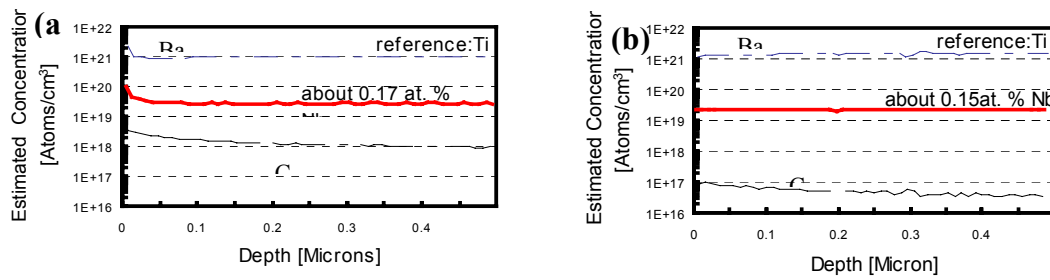 (a
Estimated Concentration
[Atoms/cm³]
1E+22
1E+21
1E+20
1E+19
1E+18
1E+17
1E+16
Ba
reference:Ti
about 0.17 at. %
C
0
0.1
0.2
0.3
0.4
Depth [Microns]
(b)
Estimated Concentration
[Atoms/cm³]
1E+22
1E+21
1E+20
1E+19
1E+18
1E+17
1E+16
Ba
reference:Ti
about 0.15at. % Nb
C
0
0.1
0.2
0.3
0.4
Depth [Micron]